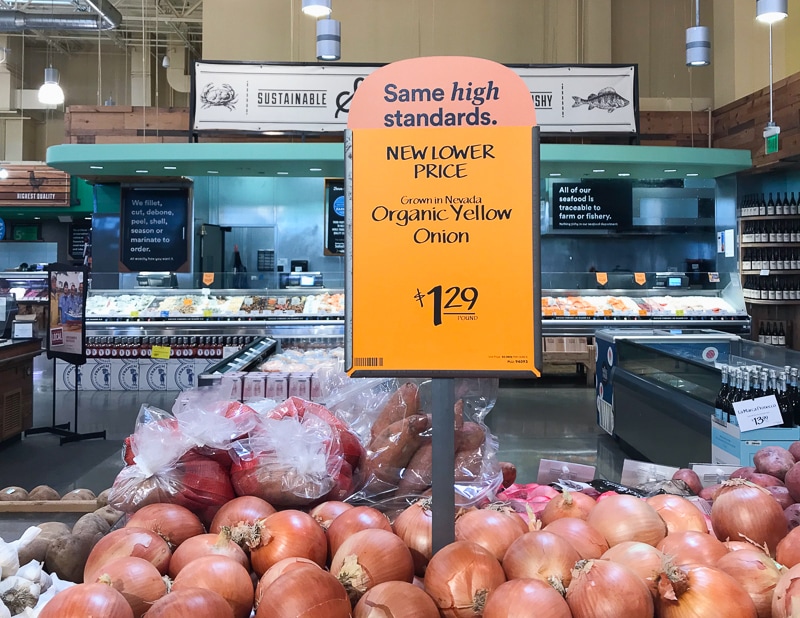 Same high
standards.
NEW LOWER
PRICE
Grown in Nevada
Organic Yellow
Onion
$1.29
POUND
SUSTAINABLE
HIGHEST QUALITY
We fillet,
cut, debone,
peel, shell,
season or
marinate to
order.
All of our
seafood is
traceable to
farm or fishery.
13.99